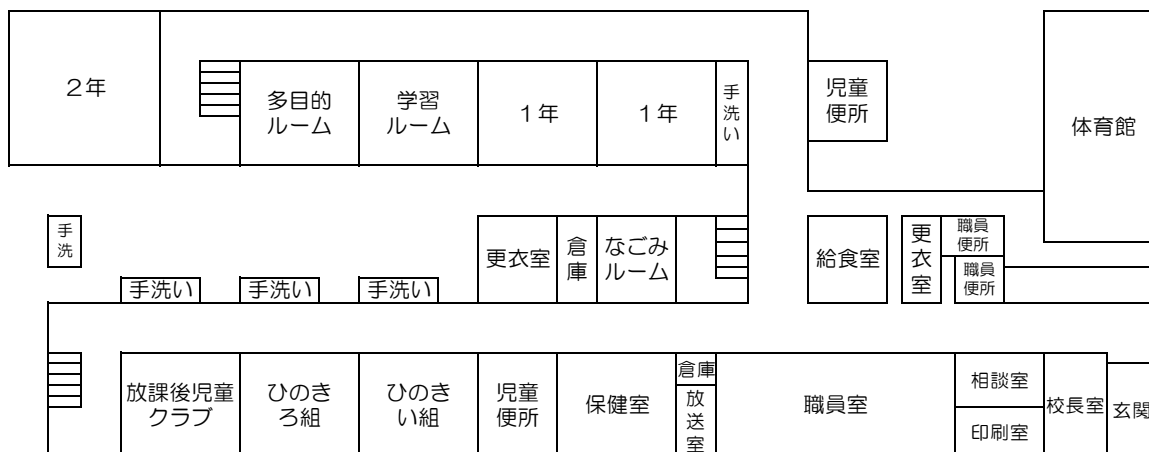 ２年
多目的
ルーム
学習
ルーム
１年
１年
手洗い
児童
便所
体育館
手洗
更衣室
倉庫
なごみ
ルーム
給食室
更衣室
職員
便所
職員
便所
手洗い
手洗い
手洗い
放課後児童
クラブ
ひのき
ろ組
ひのき
い組
児童
便所
保健室
倉庫
放送室
職員室
相談室
印刷室
校長室
玄関